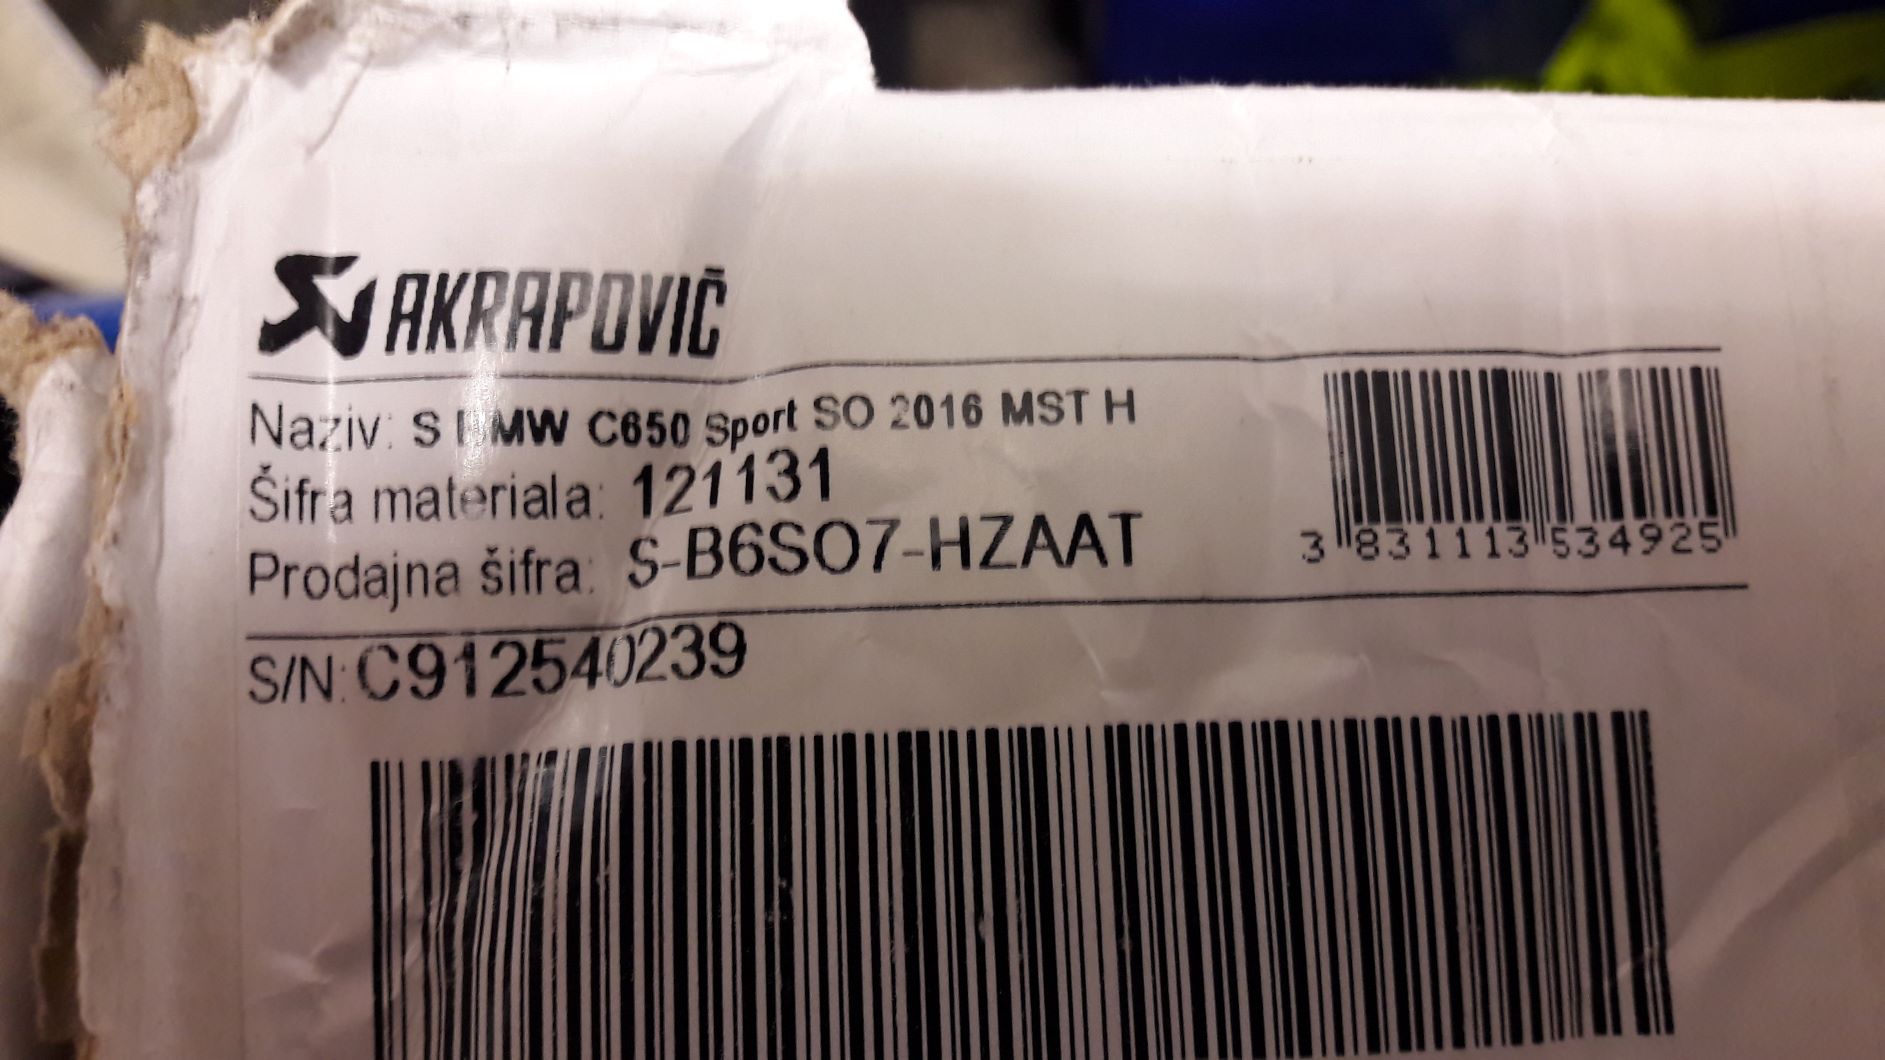 AKRAPOVIČ
Naziv: S BMW C650 Sport SO 2016 MST H
Šifra materiala: 121131
Prodajna šifra: S-B6SO7-HZAAT
3 831113 534925
S/N: C912540239